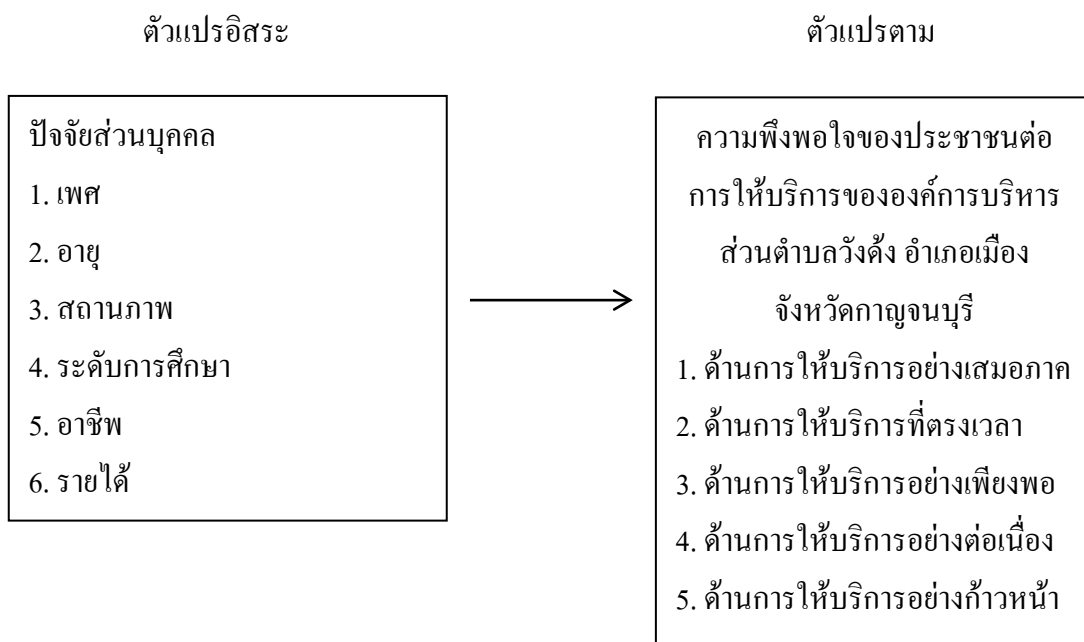 ตัวแปรอิสระ
ตัวแปรตาม
ปัจจัยส่วนบุคคล
1. เพศ
2. อายุ
3. สถานภาพ
4. ระดับการศึกษา
5. อาชีพ
6. รายได้
ความพึงพอใจของประชาชนต่อ
การให้บริการขององค์การบริหาร
ส่วนตำบลวังด้ง อำเภอเมือง
จังหวัดกาญจนบุรี
1. ด้านการให้บริการอย่างเสมอภาค
2. ด้านการให้บริการที่ตรงเวลา
3. ด้านการให้บริการอย่างเพียงพอ
4. ด้านการให้บริการอย่างต่อเนื่อง
5. ด้านการให้บริการอย่างก้าวหน้า